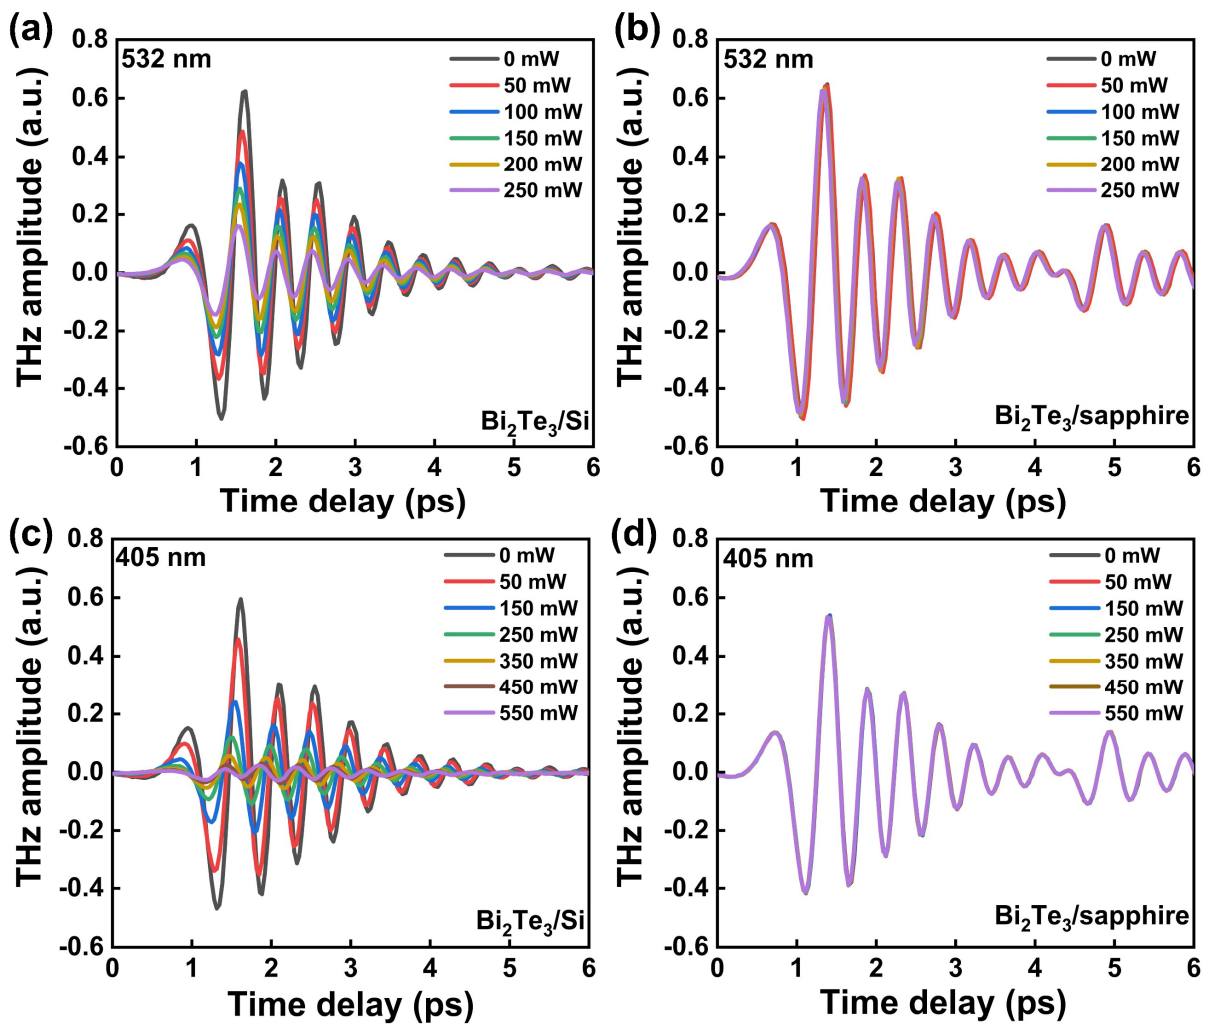 (a)
532 nm
THz amplitude (a.u.)
0.8
0.6
0.4
0.2
0.0
-0.2
-0.4
-0.6
0 mW
50 mW
100 mW
150 mW
200 mW
250 mW
Bi₂Te₃/Si
0 1 2 3 4 5 6
Time delay (ps)
(b)
532 nm
THz amplitude (a.u.)
0.8
0.6
0.4
0.2
0.0
-0.2
-0.4
-0.6
0 mW
50 mW
100 mW
150 mW
200 mW
250 mW
Bi₂Te₃/sapphire
0 1 2 3 4 5 6
Time delay (ps)
(c)
405 nm
THz amplitude (a.u.)
0.8
0.6
0.4
0.2
0.0
-0.2
-0.4
-0.6
0 mW
50 mW
150 mW
250 mW
350 mW
450 mW
550 mW
Bi₂Te₃/Si
0 1 2 3 4 5 6
Time delay (ps)
(d)
405 nm
THz amplitude (a.u.)
0.8
0.6
0.4
0.2
0.0
-0.2
-0.4
-0.6
0 mW
50 mW
150 mW
250 mW
350 mW
450 mW
550 mW
Bi₂Te₃/sapphire
0 1 2 3 4 5 6
Time delay (ps)